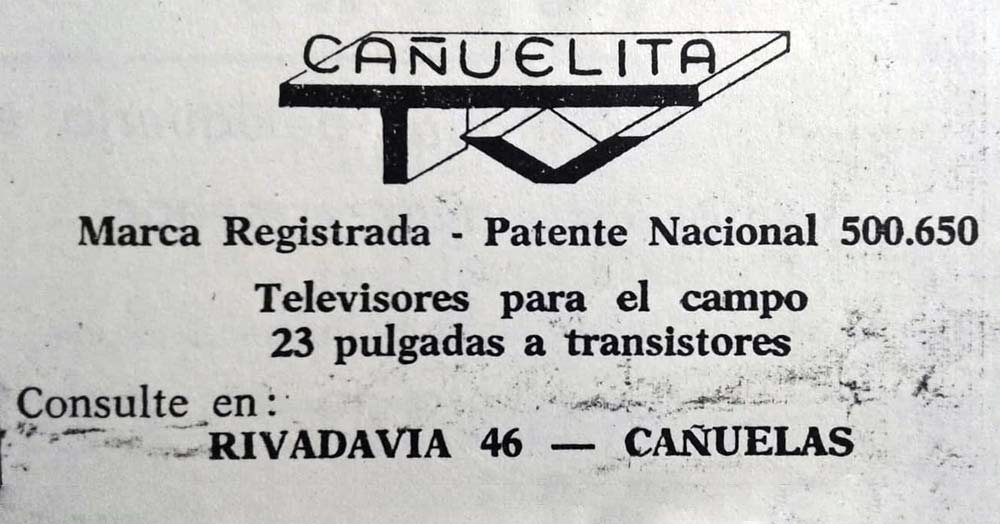 CAÑUELITA
TV
Marca Registrada - Patente Nacional 500.650
Televisores para el campo
23 pulgadas a transistores
Consulte en:
RIVADAVIA 46 — CAÑUELAS